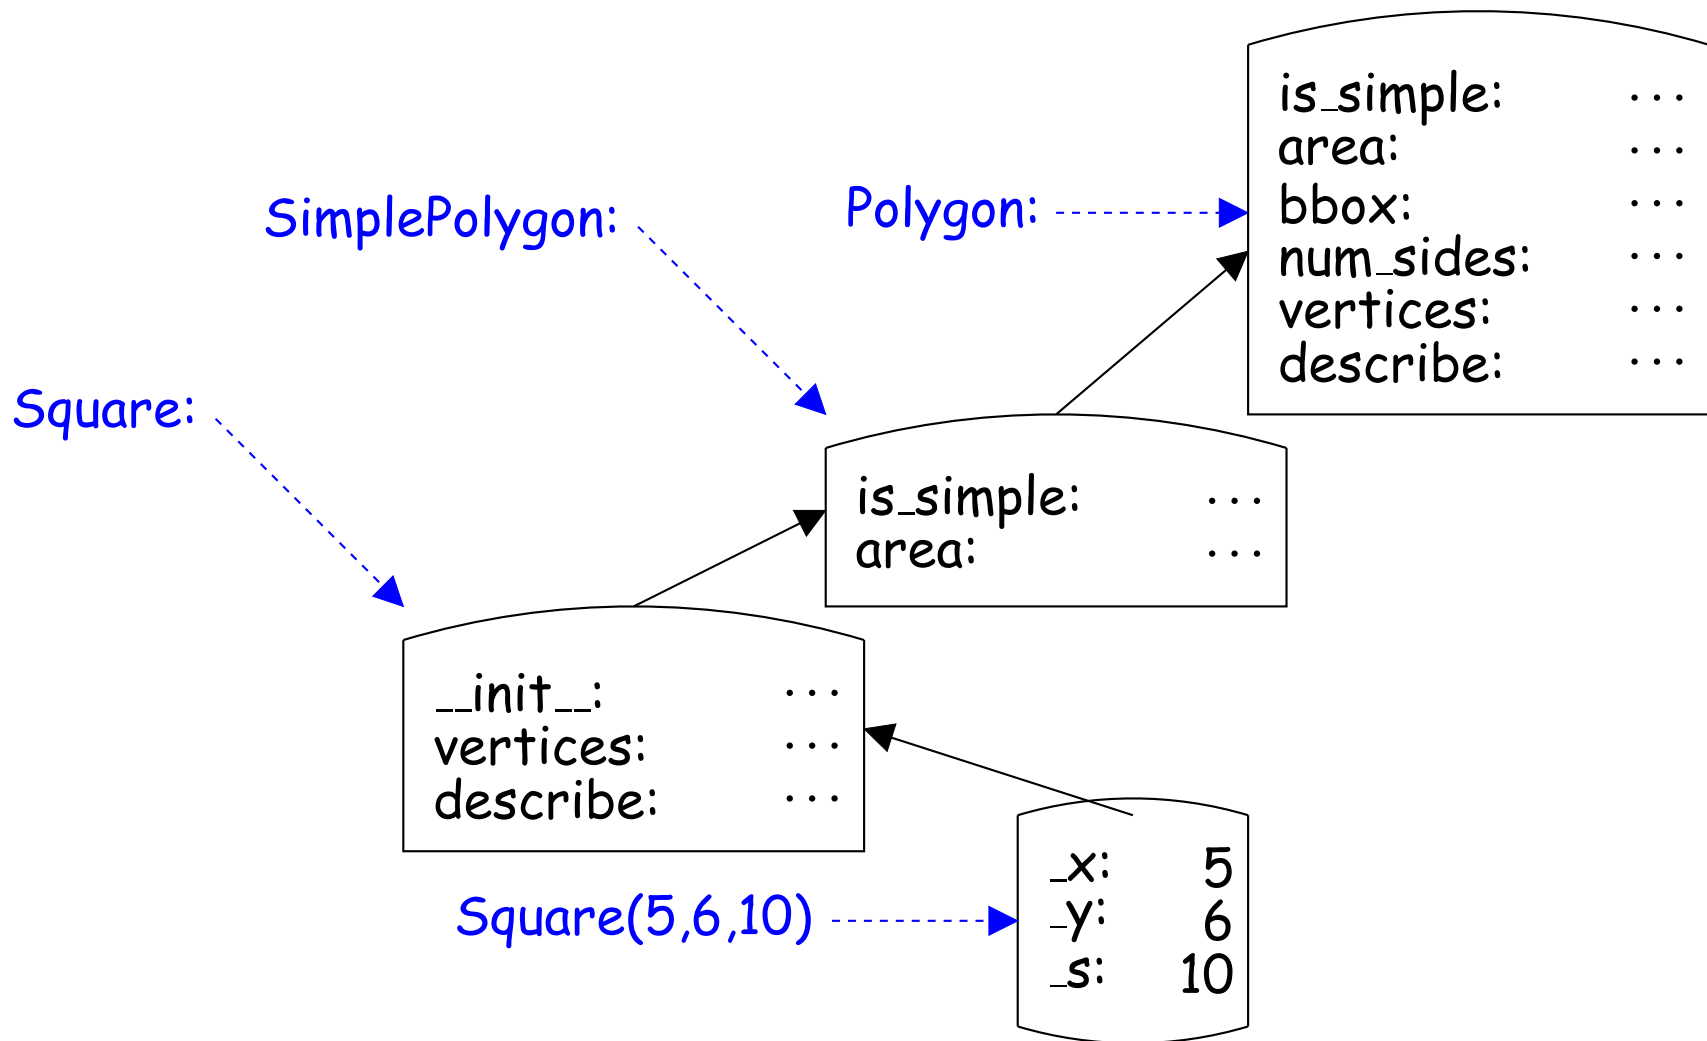 is_simple: ...
area: ...
bbox: ...
num_sides: ...
vertices: ...
describe: ...
Polygon:
SimplePolygon:
Square:
is_simple: ...
area: ...
__init__: ...
vertices: ...
describe: ...
Square(5,6,10)
_x: 5
_y: 6
_s: 10